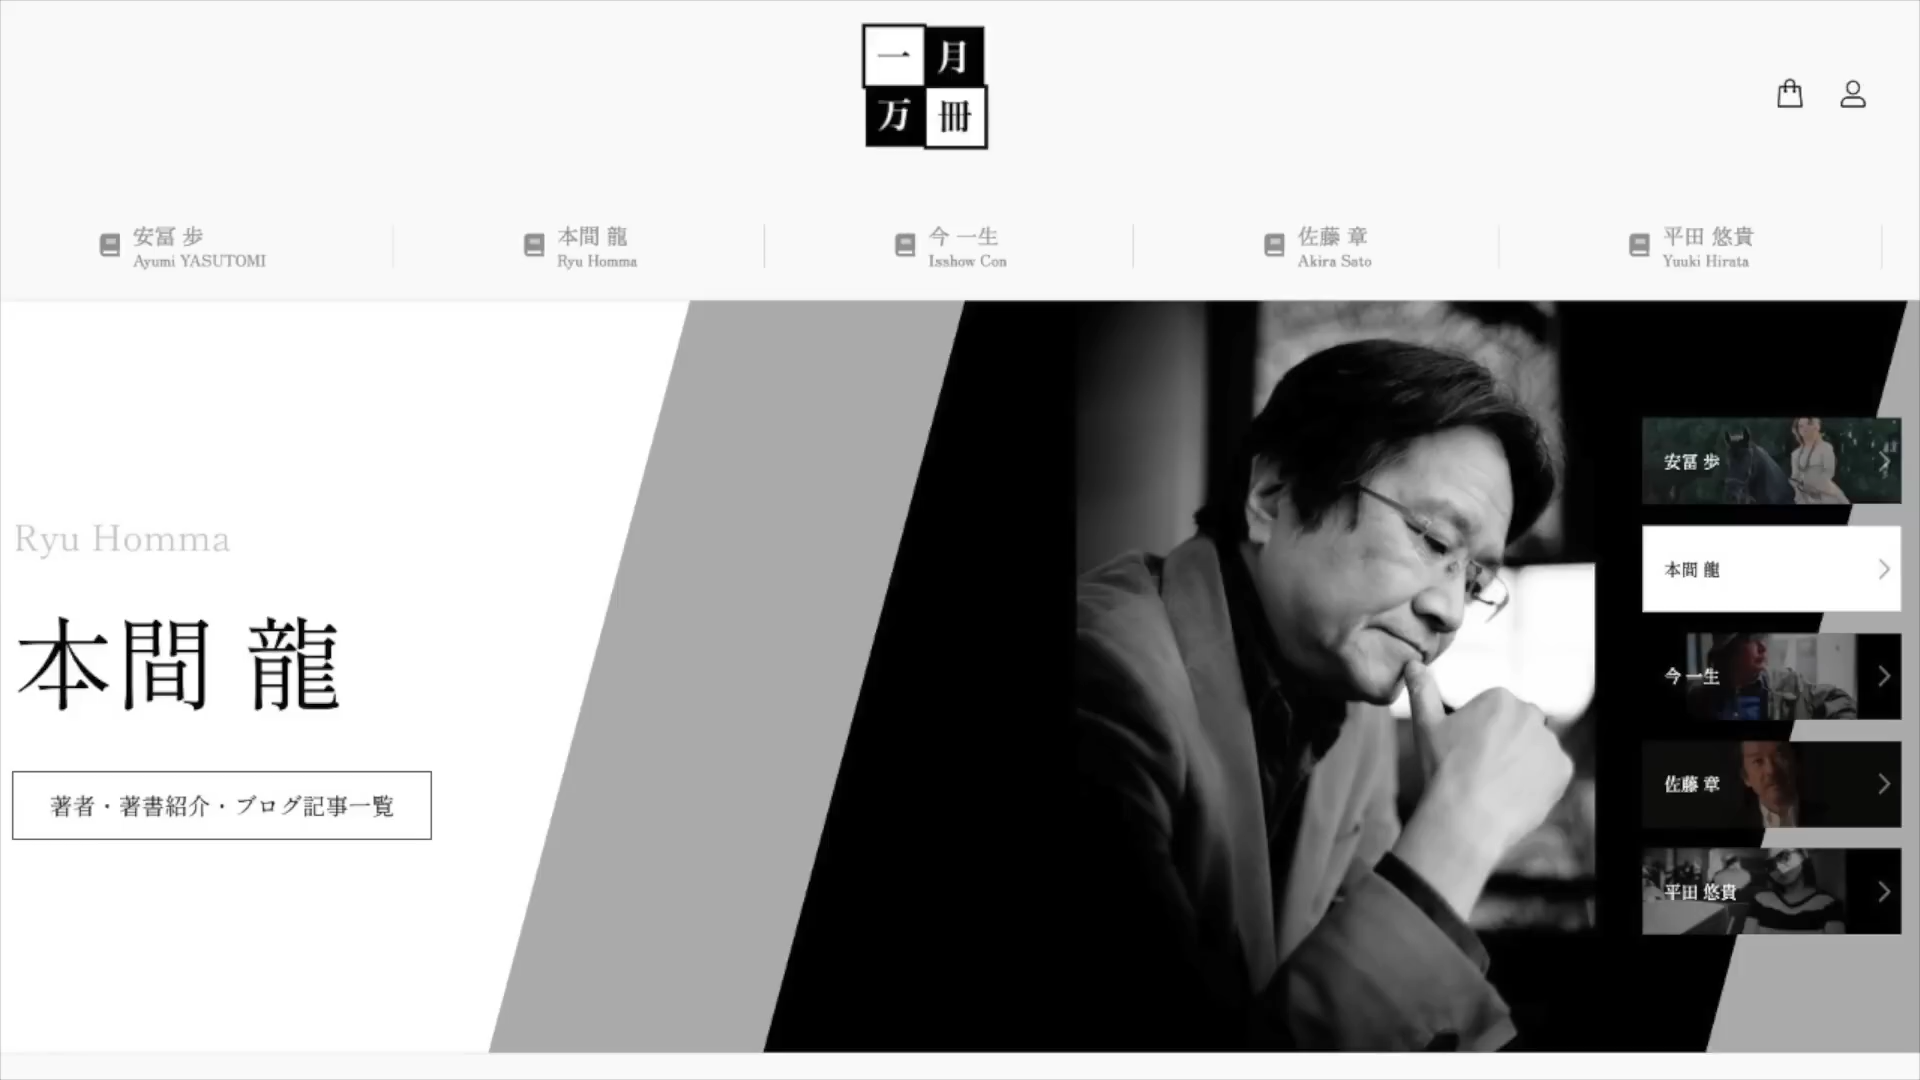 一月
万冊
安冨 歩
Ayumi YASUTOMI
本間 龍
Ryu Homma
今 一生
Isshow Con
佐藤 章
Akira Sato
平田 悠貴
Yuuki Hirata
Ryu Homma
本間 龍
著者・著書紹介・ブログ記事一覧
安冨 歩
本間 龍
今 一生
佐藤 章
平田 悠貴